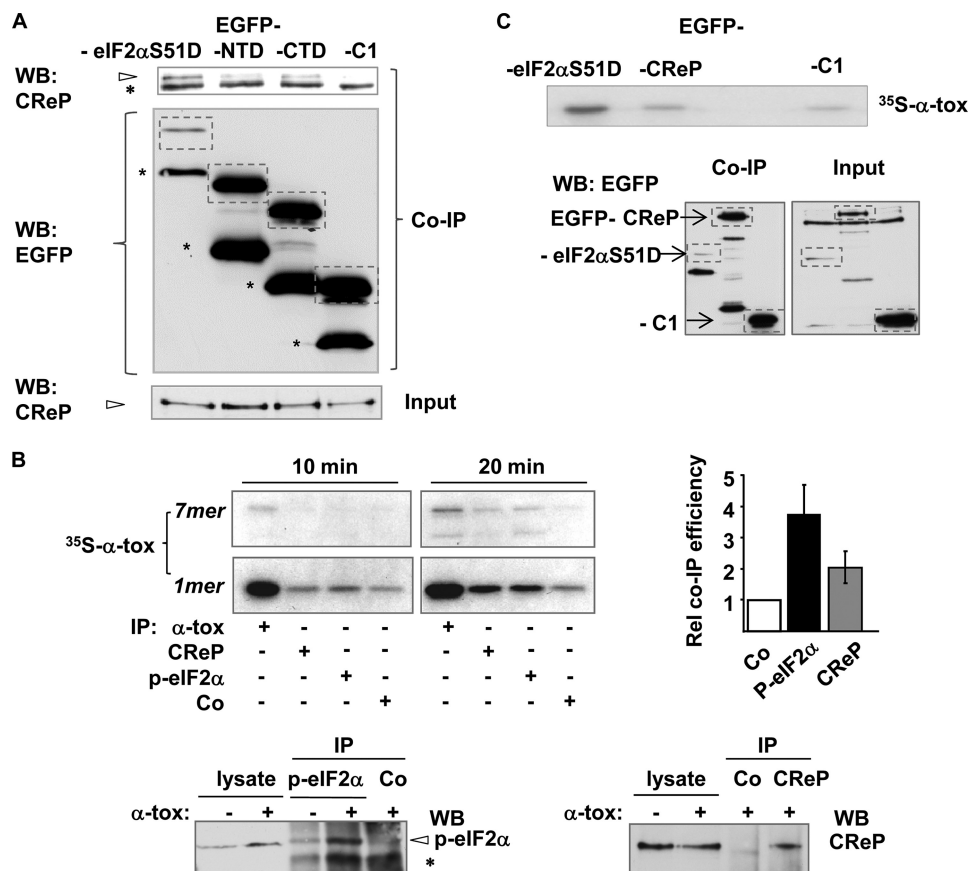 A
EGFP-
- eIF2αS51D -NTD -CTD -C1
WB:
CReP
*
*
WB:
EGFP
*
*
*
Co-IP
WB:
CReP
Input
C
EGFP-
-eIF2αS51D -CReP -C1
³⁵S-α-tox
Co-IP Input
WB: EGFP
EGFP- CReP
- eIF2αS51D
- C1
B
10 min 20 min
7mer
³⁵S-α-tox
1mer
IP: α-tox + - - - + - - -
CReP - + - - - + - -
p-eIF2α - - + - - - + -
Co - - - + - - - +
Rel co-IP efficiency
5
4
3
2
1
Co P-eIF2α CReP
IP
lysate p-eIF2α Co
α-tox: - + - + +
WB
p-eIF2α
*
IP
lysate Co CReP
α-tox: - + + +
WB
CReP